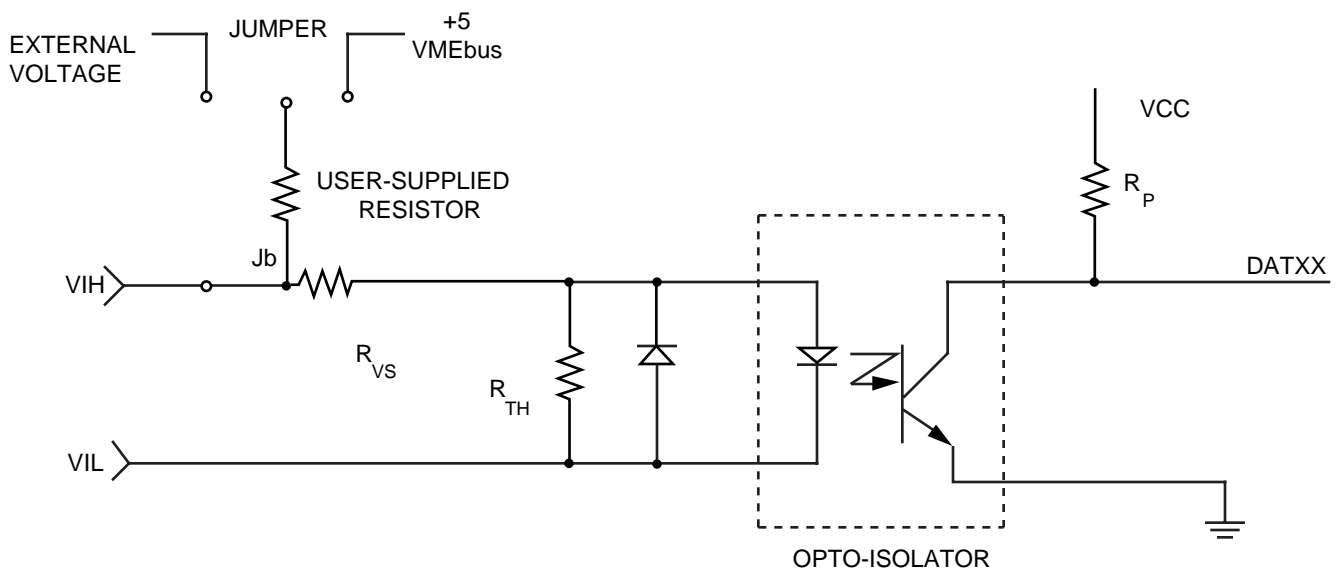 EXTERNAL
VOLTAGE
JUMPER
+5
VMEbus
VCC
USER-SUPPLIED
RESISTOR
R P
Jb
VIH
DATXX
R VS
R TH
VIL
OPTO-ISOLATOR